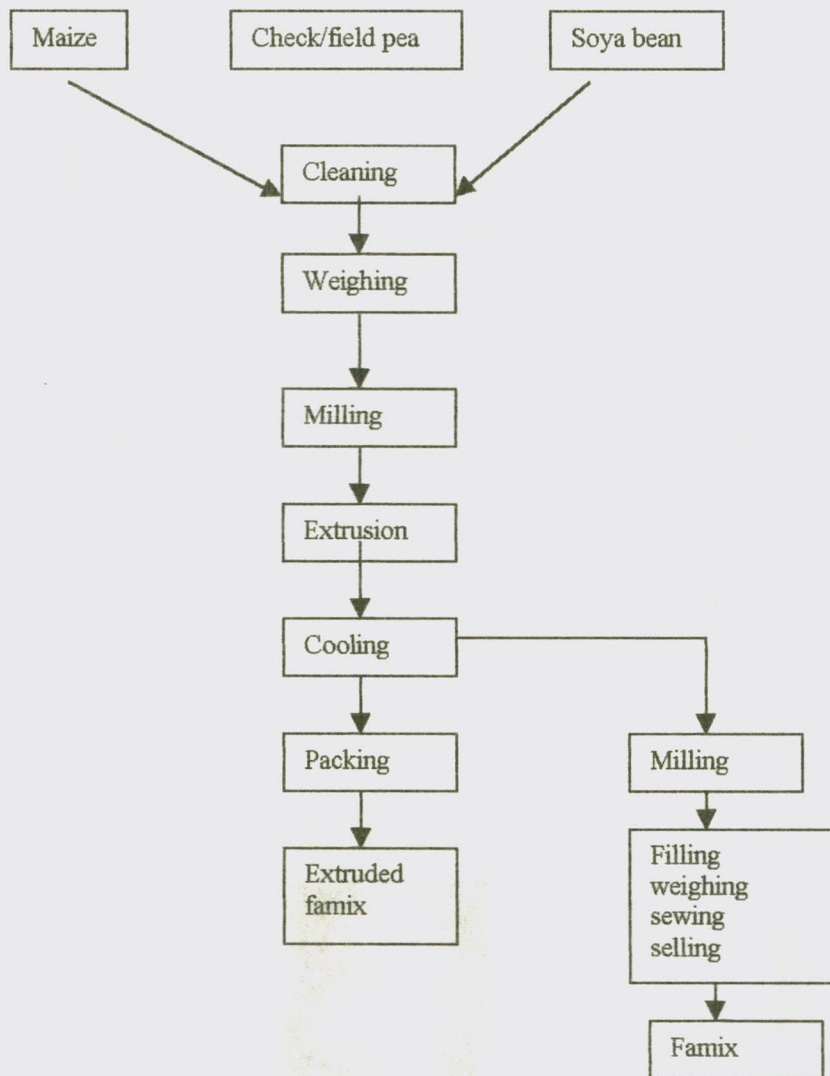 Maize
Check/field pea
Soya bean
Cleaning
Weighing
Milling
Extrusion
Cooling
Packing
Milling
Extruded
famix
Filling
weighing
sewing
selling
Famix